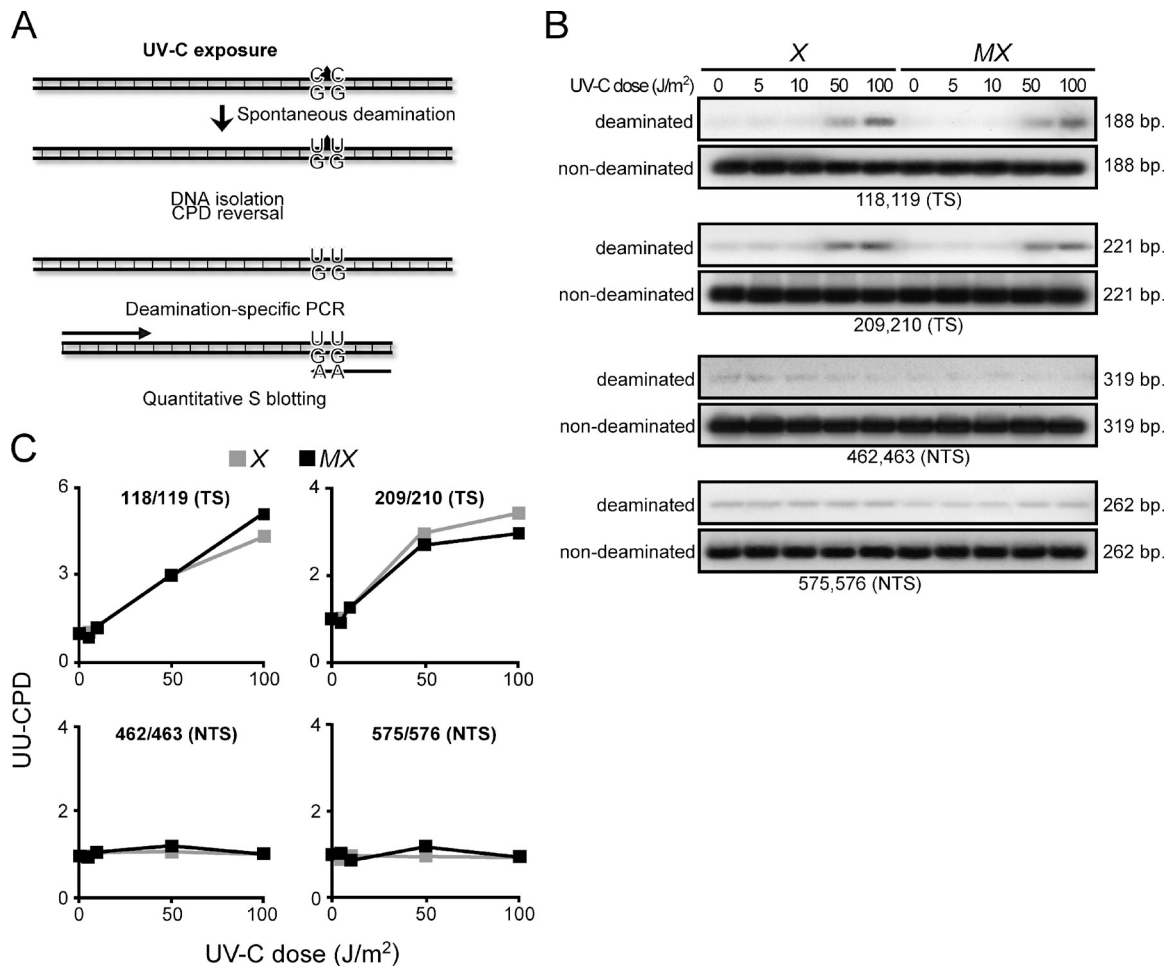 A
UV-C exposure
C C
G G
Spontaneous deamination
U U
G G
DNA isolation
CPD reversal
U U
G G
Deamination-specific PCR
U U
G G
A A
Quantitative S blotting
B
X MX
UV-C dose (J/m²) 0 5 10 50 100 0 5 10 50 100
deaminated 188 bp.
non-deaminated 188 bp.
118,119 (TS)
deaminated 221 bp.
non-deaminated 221 bp.
209,210 (TS)
deaminated 319 bp.
non-deaminated 319 bp.
462,463 (NTS)
deaminated 262 bp.
non-deaminated 262 bp.
575,576 (NTS)
C
X MX
118/119 (TS)
6
3
0
0 50 100
209/210 (TS)
4
2
0
0 50 100
462/463 (NTS)
4
2
0
0 50 100
575/576 (NTS)
4
2
0
0 50 100
UU-CPD
UV-C dose (J/m²)